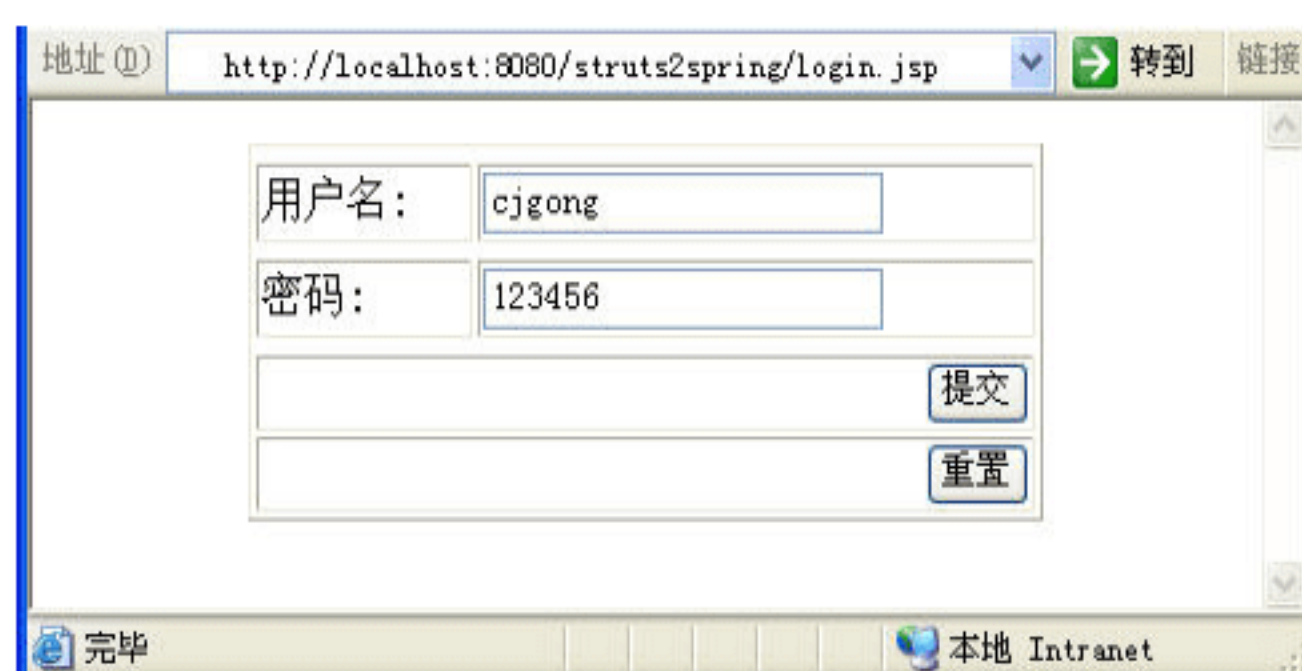 地址(D) http://localhost:8080/struts2spring/login.jsp 转到 链接
用户名: cjgong
密码: 123456
提交
重置
完毕 本地 Intranet